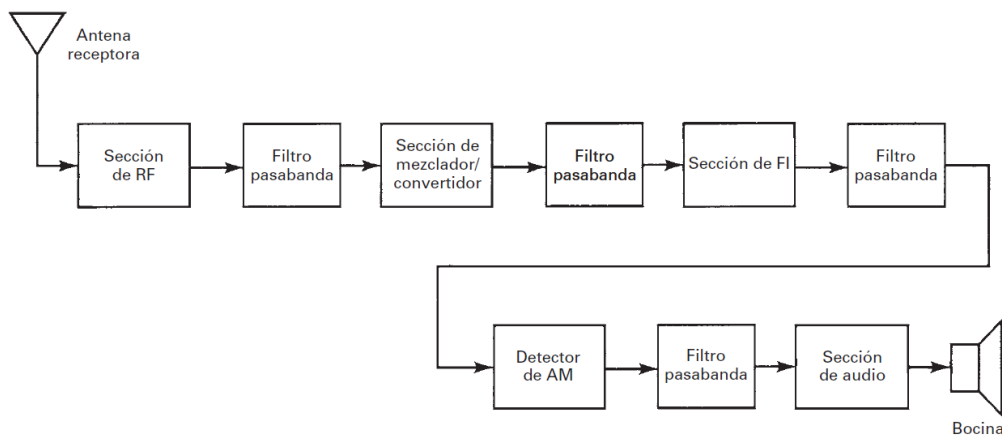 Antena
receptora
Sección
de RF
Filtro
pasabanda
Sección de
mezclador/
convertidor
Filtro
pasabanda
Sección de FI
Filtro
pasabanda
Detector
de AM
Filtro
pasabanda
Sección
de audio
Bocina